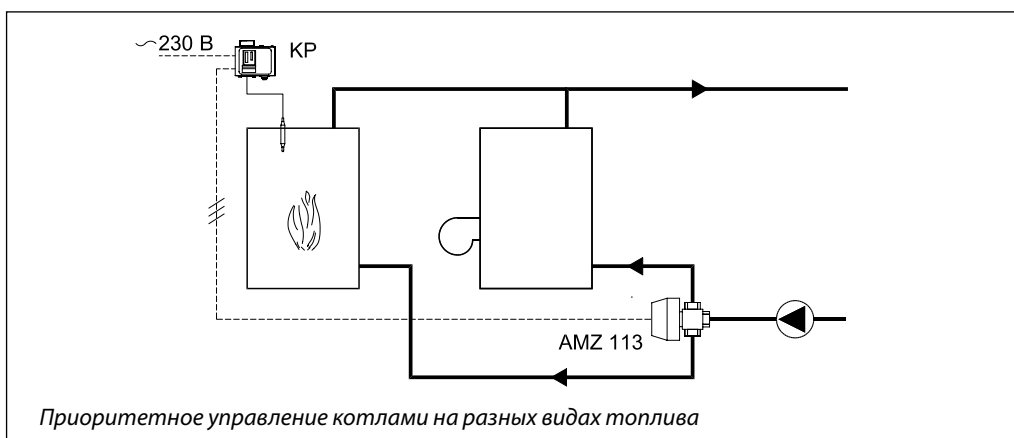 ~230 В
KP
AMZ 113
Приоритетное управление котлами на разных видах топлива